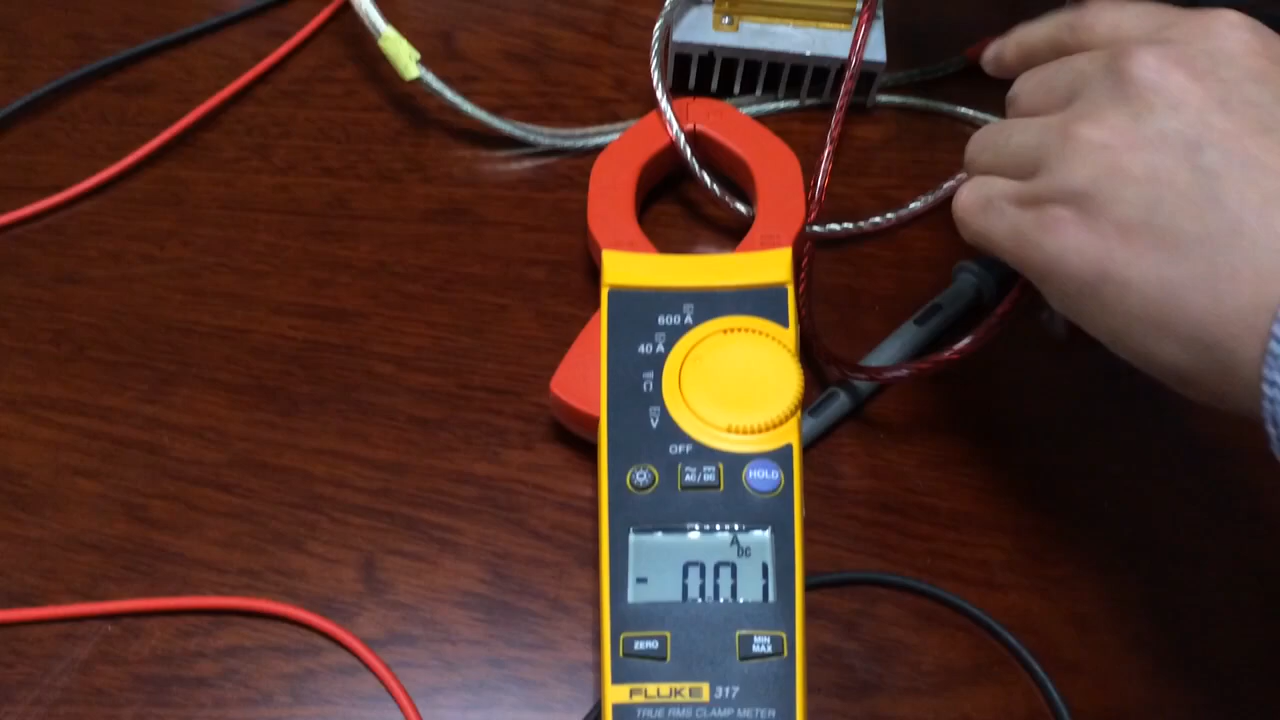 600 A
40 A
V
OFF
AC/DC
HOLD
A
DC
- 0.01
ZERO
MIN
MAX
FLUKE 317
TRUE RMS CLAMP METER